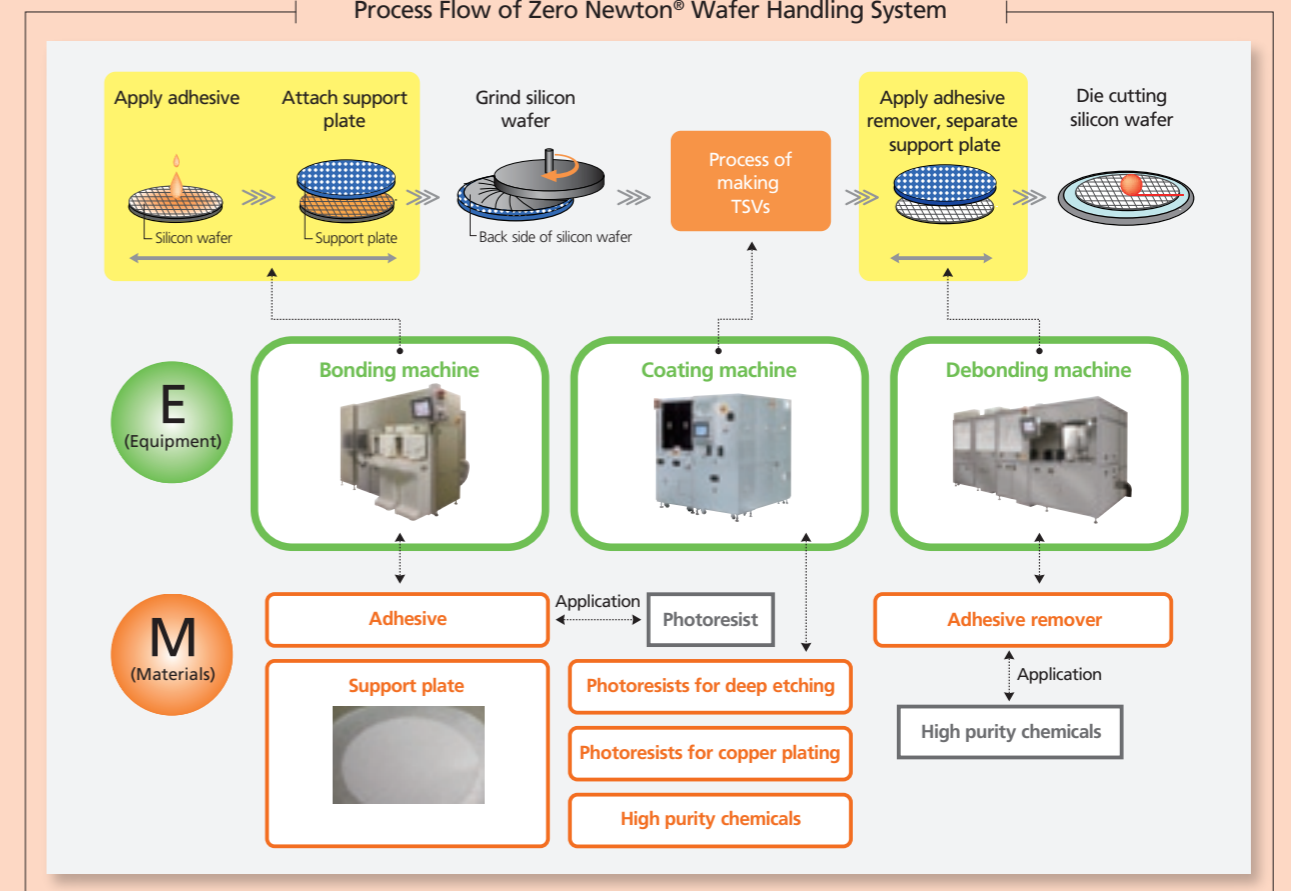 Process Flow of Zero Newton® Wafer Handling System
Apply adhesive
Attach support
plate
Grind silicon
wafer
Process of
making
TSVs
Apply adhesive
remover, separate
support plate
Die cutting
silicon wafer
Silicon wafer
Support plate
Back side of silicon wafer
E
(Equipment)
Bonding machine
Coating machine
Debonding machine
M
(Materials)
Adhesive
Application
Photoresist
Adhesive remover
Support plate
Photoresists for deep etching
Application
Photoresists for copper plating
High purity chemicals
High purity chemicals